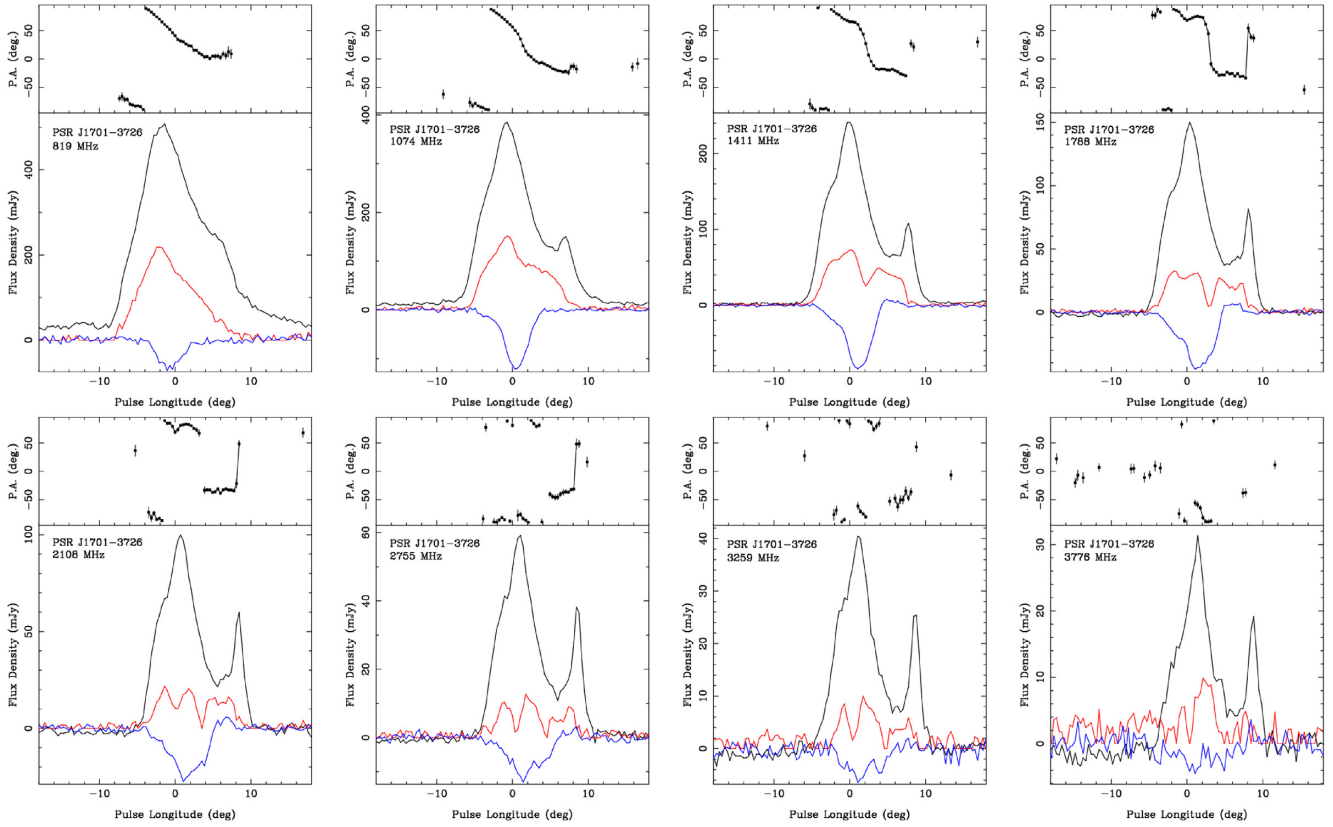 P.A. (deg.)
50
0
−50
PSR J1701−3726
819 MHz
Flux Density (mJy)
400
200
0
−10
0
10
Pulse Longitude (deg)
P.A. (deg.)
50
0
−50
PSR J1701−3726
1074 MHz
Flux Density (mJy)
400
200
0
−10
0
10
Pulse Longitude (deg)
P.A. (deg.)
50
0
−50
PSR J1701−3726
1411 MHz
Flux Density (mJy)
200
100
0
−10
0
10
Pulse Longitude (deg)
P.A. (deg.)
50
0
−50
PSR J1701−3726
1788 MHz
Flux Density (mJy)
150
100
50
0
−10
0
10
Pulse Longitude (deg)
P.A. (deg.)
50
0
−50
PSR J1701−3726
2108 MHz
Flux Density (mJy)
100
50
0
−10
0
10
Pulse Longitude (deg)
P.A. (deg.)
50
0
−50
PSR J1701−3726
2755 MHz
Flux Density (mJy)
60
40
20
0
−10
0
10
Pulse Longitude (deg)
P.A. (deg.)
50
0
−50
PSR J1701−3726
3259 MHz
Flux Density (mJy)
40
30
20
10
0
−10
0
10
Pulse Longitude (deg)
P.A. (deg.)
50
0
−50
PSR J1701−3726
3776 MHz
Flux Density (mJy)
30
20
10
0
−10
0
10
Pulse Longitude (deg)